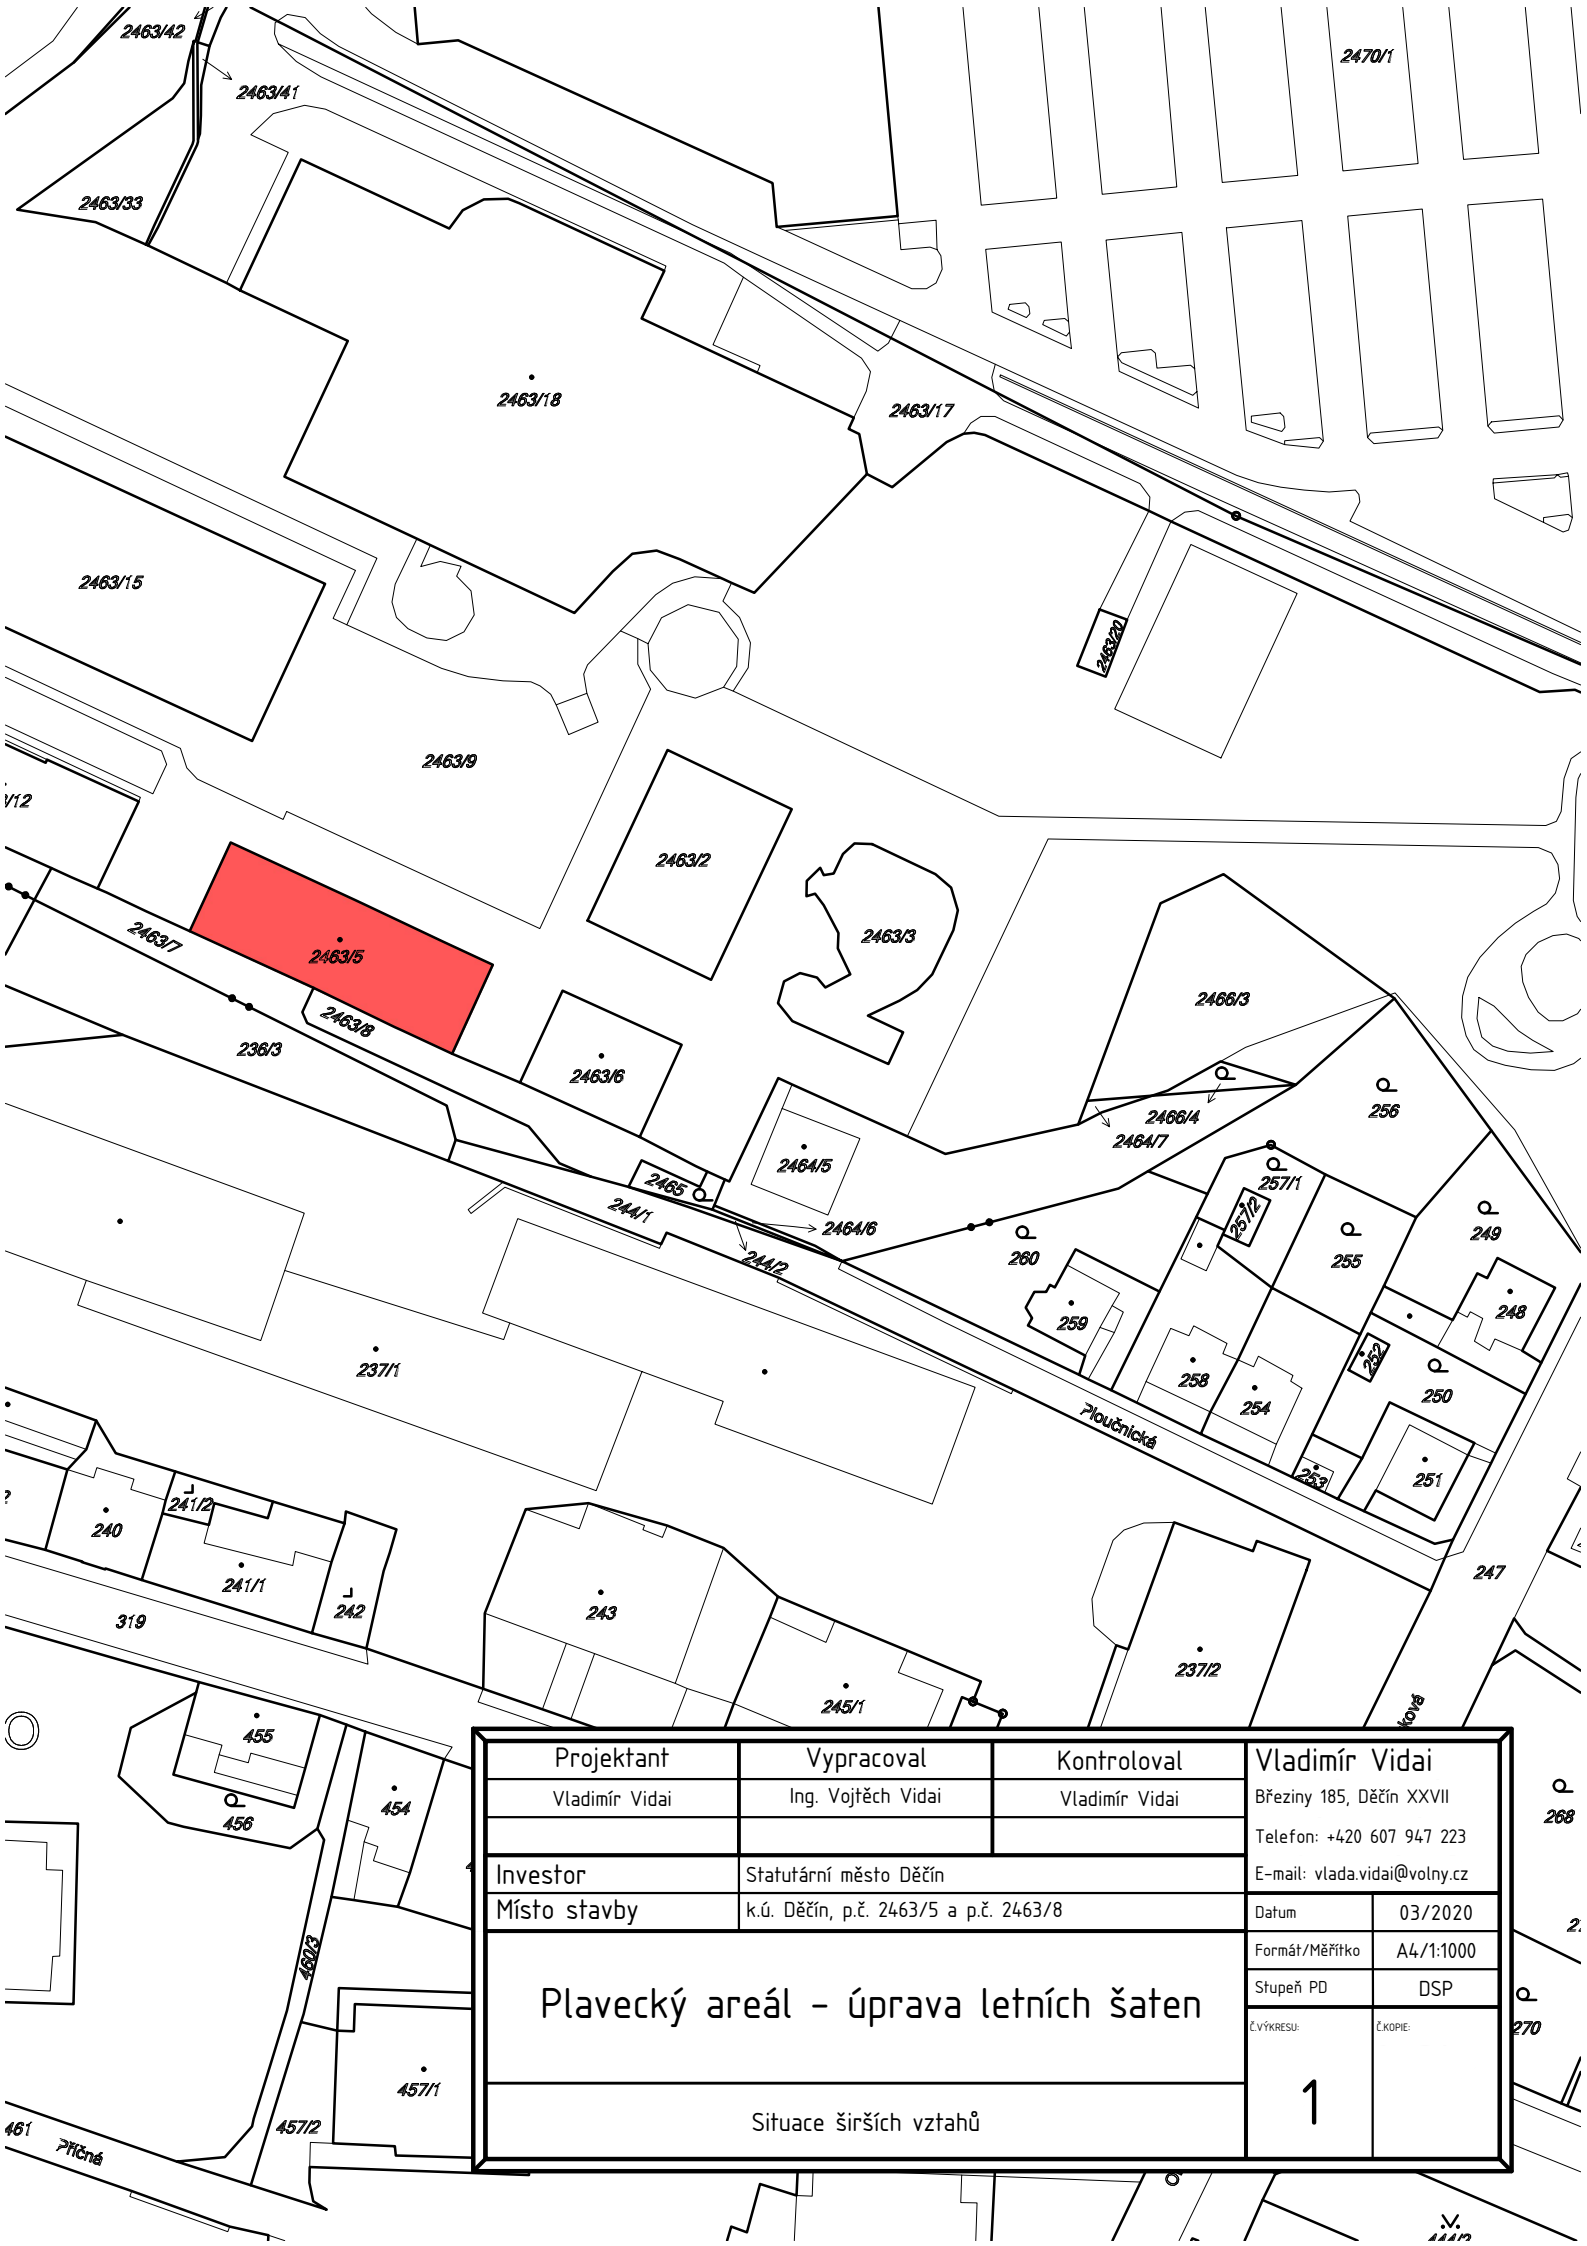 2463/42
2470/1
2463/41
2463/33
2463/18
2463/17
2463/15
2463/20
2463/9
/12
2463/2
2463/7
2463/5
2463/3
2466/3
2463/8
236/3
2463/6
2466/4
256
2464/7
2464/5
2465
257/1
257/2
244/1
2464/6
249
260
255
244/2
259
248
252
237/1
258
250
254
Ploučnická
253
251
241/2
240
241/1
247
242
243
319
237/2
245/1
ková
455
454
456
268
460/3
270
457/1
457/2
461
Příčná
Projektant
Vypracoval
Kontroloval
Vladimír Vidai
Vladimír Vidai
Ing. Vojtěch Vidai
Vladimír Vidai
Březiny 185, Děčín XXVII
Telefon: +420 607 947 223
E-mail: vlada.vidai@volny.cz
Investor
Statutární město Děčín
Místo stavby
k.ú. Děčín, p.č. 2463/5 a p.č. 2463/8
Datum
03/2020
Formát/Měřítko
A4/1:1000
Stupeň PD
DSP
Plavecký areál - úprava letních šaten
Č.VÝKRESU:
Č.KOPIE:
1
Situace širších vztahů